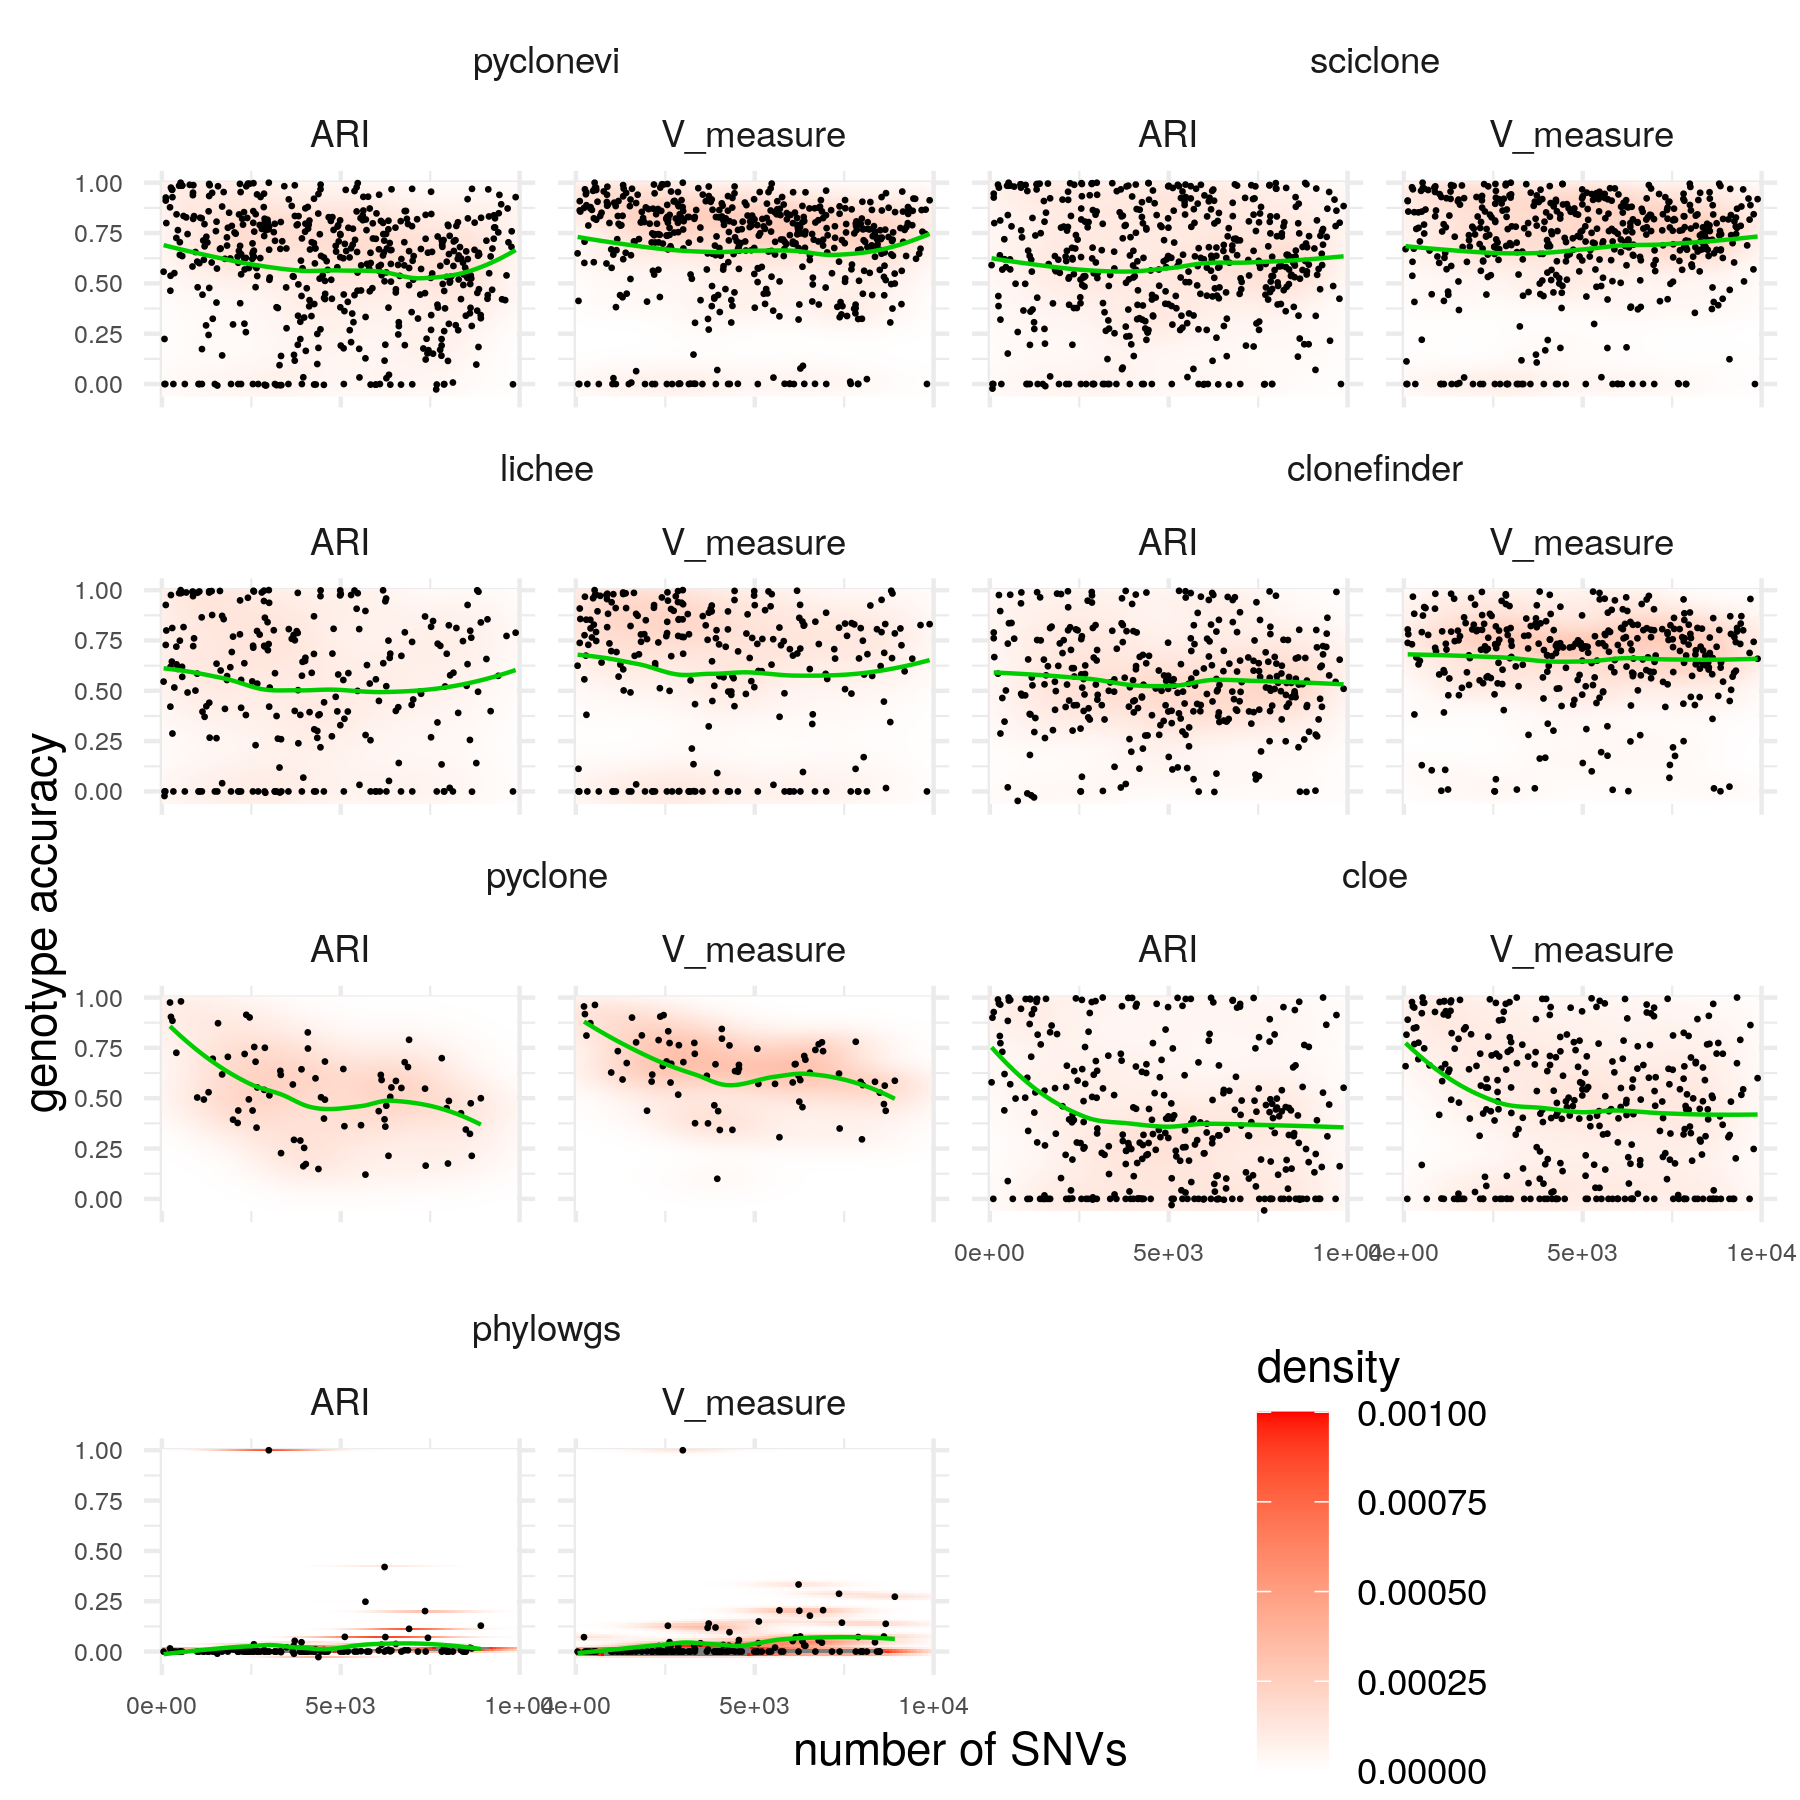 pyclonevi
sciclone
ARI
V_measure
ARI
V_measure
1.00
0.75
0.50
0.25
0.00
lichee
clonefinder
ARI
V_measure
ARI
V_measure
1.00
0.75
0.50
0.25
0.00
genotype accuracy
pyclone
cloe
ARI
V_measure
ARI
V_measure
1.00
0.75
0.50
0.25
0.00
0e+00
5e+03
1e+04
0e+00
5e+03
1e+04
phylowgs
ARI
V_measure
1.00
0.75
0.50
0.25
0.00
0e+00
5e+03
1e+04
0e+00
5e+03
1e+04
number of SNVs
density
0.00100
0.00075
0.00050
0.00025
0.00000